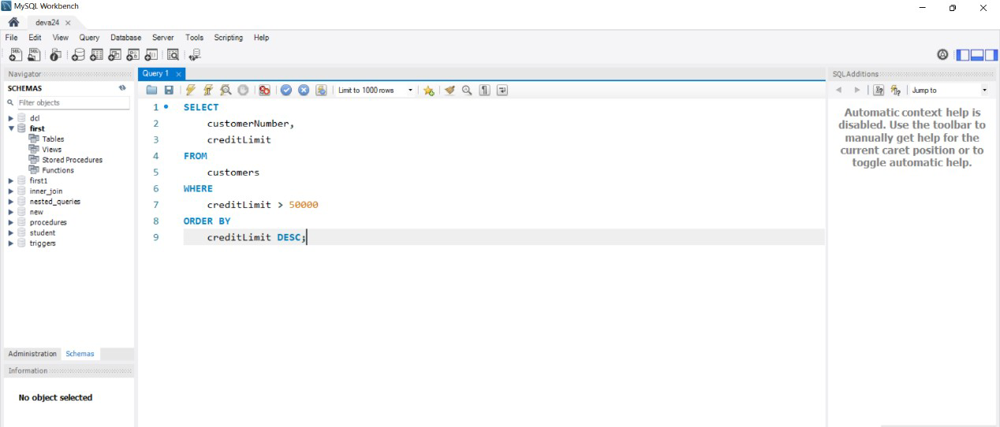 MySQL Workbench
deva24
File Edit View Query Database Server Tools Scripting Help
Navigator
SCHEMAS
Filter objects
dcl
first
Tables
Views
Stored Procedures
Functions
first1
inner_join
nested_queries
new
procedures
student
triggers
Administration Schemas
Information
No object selected
Query 1
Limit to 1000 rows
1 SELECT
2 customerNumber,
3 creditLimit
4 FROM
5 customers
6 WHERE
7 creditLimit > 50000
8 ORDER BY
9 creditLimit DESC;
SQLAdditions
Jump to
Automatic context help is
disabled. Use the toolbar to
manually get help for the
current caret position or to
toggle automatic help.